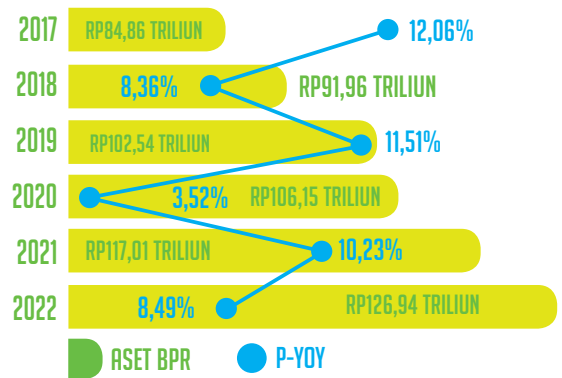 2017 RP84,86 TRILIUN 12,06%
2018 8,36% RP91,96 TRILIUN
2019 RP102,54 TRILIUN 11,51%
2020 3,52% RP106,15 TRILIUN
2021 RP117,01 TRILIUN 10,23%
2022 8,49% RP126,94 TRILIUN
ASET BPR P-YOY